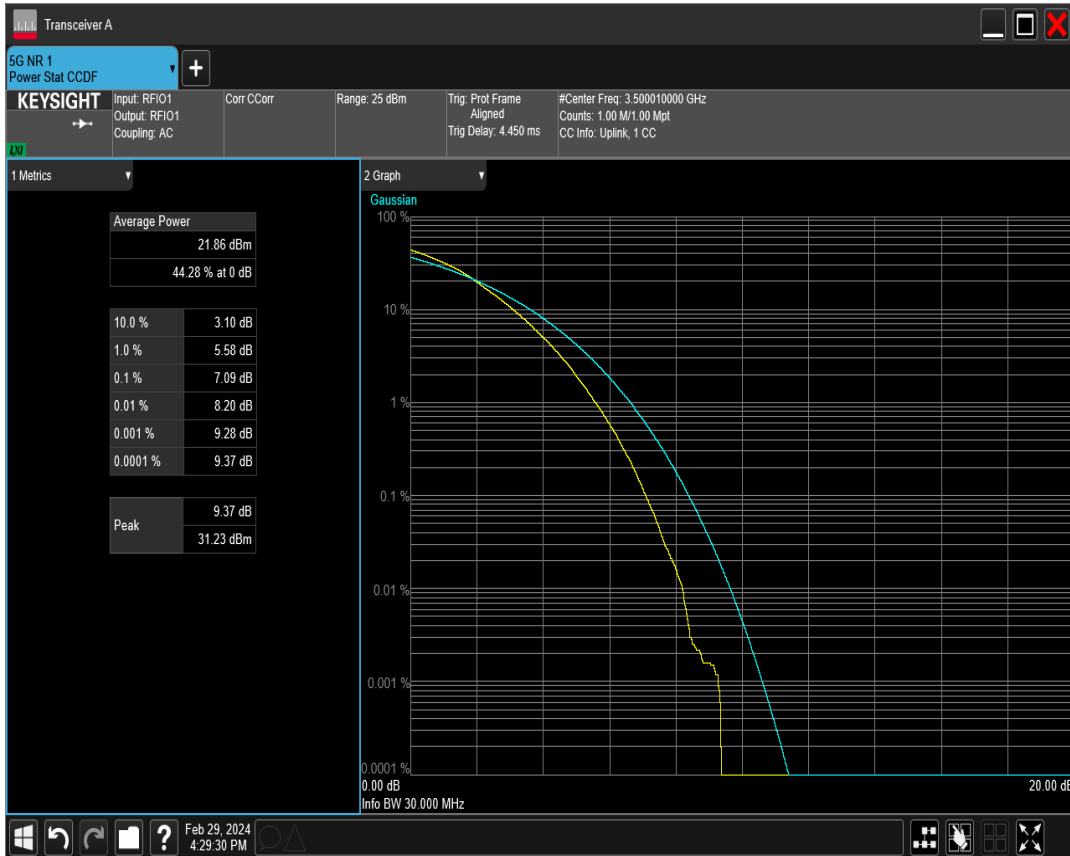 Transceiver A
5G NR 1
Power Stat CCDF
KEYSIGHT
Input: RFIO1
Output: RFIO1
Coupling: AC
Corr CCorr
Range: 25 dBm
Trig: Prot Frame
Aligned
Trig Delay: 4.450 ms
#Center Freq: 3.500010000 GHz
Counts: 1.00 M/1.00 Mpt
CC Info: Uplink, 1 CC
LXI
1 Metrics
Average Power
21.86 dBm
44.28 % at 0 dB
10.0 % 3.10 dB
1.0 % 5.58 dB
0.1 % 7.09 dB
0.01 % 8.20 dB
0.001 % 9.28 dB
0.0001 % 9.37 dB
Peak
9.37 dB
31.23 dBm
2 Graph
Gaussian
100 %
10 %
1 %
0.1 %
0.01 %
0.001 %
0.0001 %
0.00 dB 20.00 dB
Info BW 30.000 MHz
Feb 29, 2024
4:29:30 PM